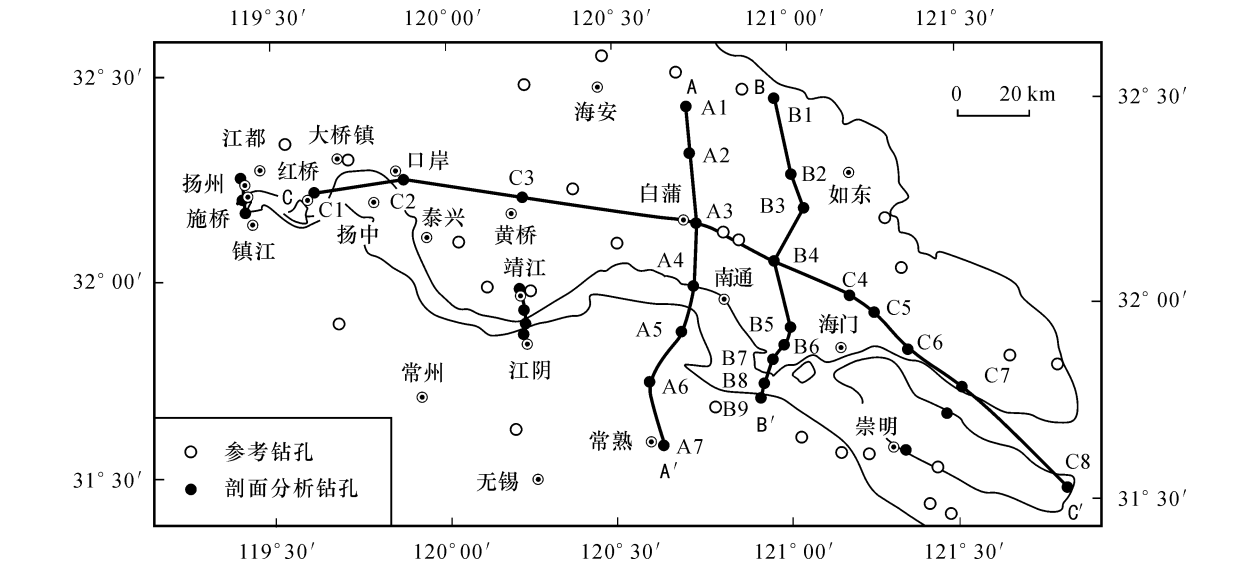 119°30′ 120°00′ 120°30′ 121°00′ 121°30′
32°30′
32°30′
0 20 km
A
B
A1
B1
海安
江都
大桥镇
A2
口岸
扬州
红桥
C3
B2
如东
C
白蒲
B3
施桥
C1
C2
泰兴
A3
镇江
扬中
黄桥
B4
靖江
A4
南通
C4
32°00′
32°00′
C5
A5
B5
海门
B6
C6
江阴
B7
常州
A6
B8
C7
B9
B′
崇明
常熟
A7
参考钻孔
A′
C8
无锡
剖面分析钻孔
31°30′
31°30′
C′
119°30′ 120°00′ 120°30′ 121°00′ 121°30′